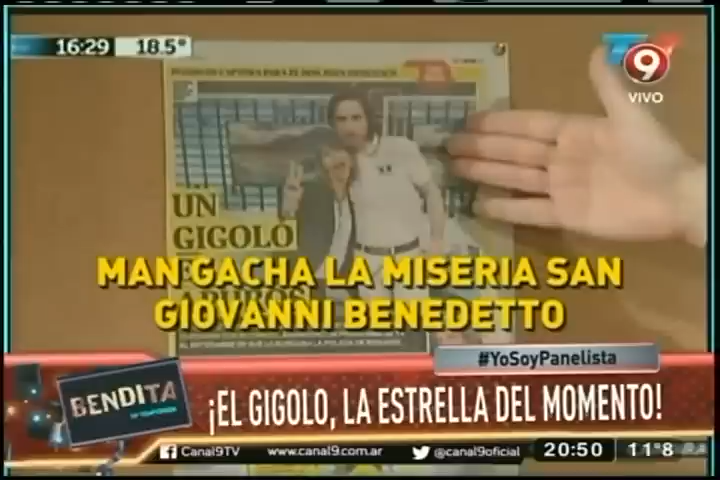 16:29 18.5°
9
VIVO
UN
GIGOLO
MAN GACHA LA MISERIA SAN
GIOVANNI BENEDETTO
#YoSoyPanelista
BENDITA
¡EL GIGOLO, LA ESTRELLA DEL MOMENTO!
Canal9TV www.canal9.com.ar @canal9oficial 20:50 11°8